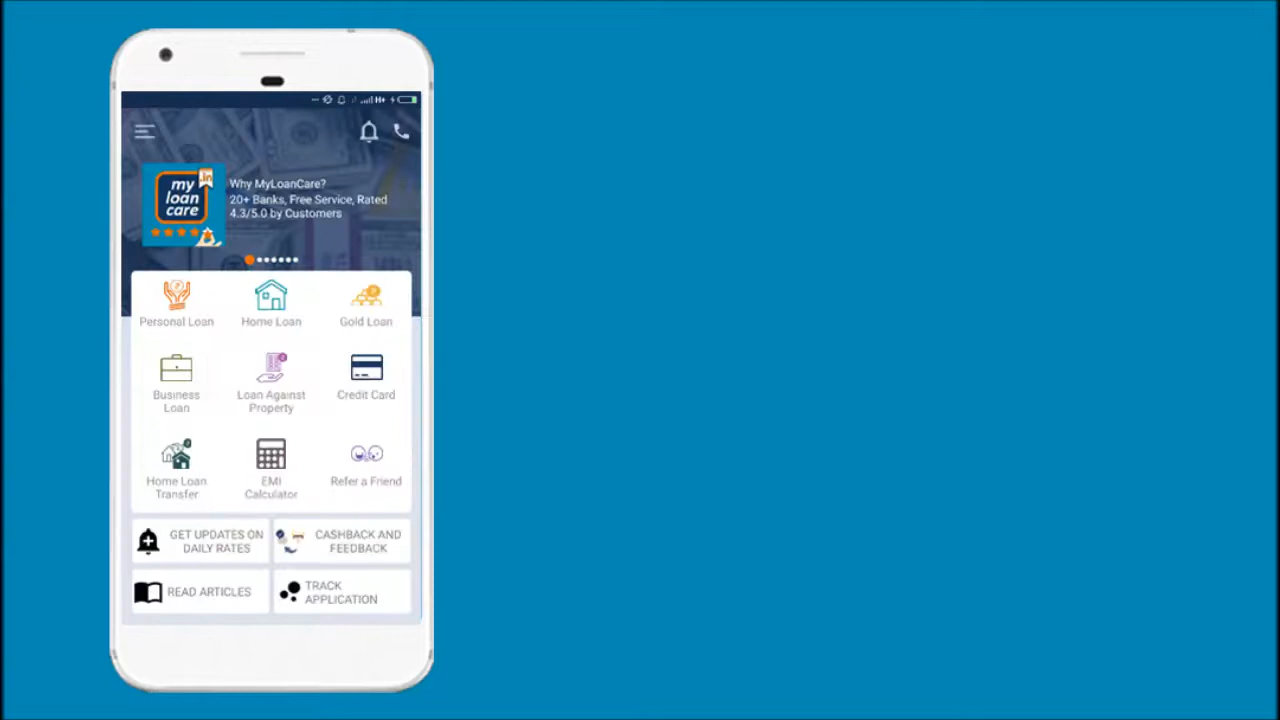 H+
my
loan
care
in
Why MyLoanCare?
20+ Banks, Free Service, Rated
4.3/5.0 by Customers
Personal Loan
Home Loan
Gold Loan
Business
Loan
Loan Against
Property
Credit Card
Home Loan
Transfer
EMI
Calculator
Refer a Friend
GET UPDATES ON
DAILY RATES
CASHBACK AND
FEEDBACK
READ ARTICLES
TRACK
APPLICATION